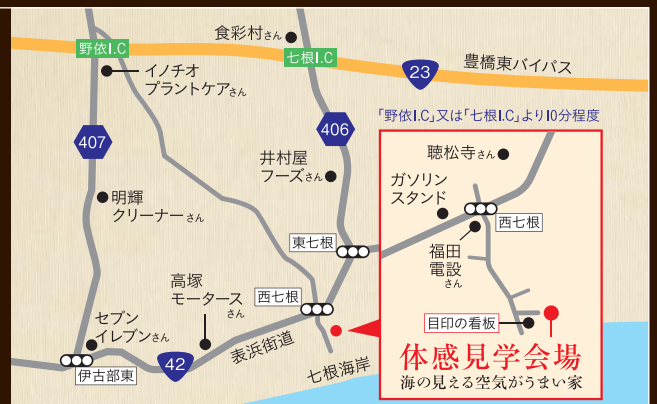 食彩村さん
野依I.C
七根I.C
イノチオ
プラントケアさん
23
豊橋東バイパス
「野依I.C」又は「七根I.C」より10分程度
407
406
井村屋
フーズさん
明輝
クリーナーさん
東七根
高塚
モータース
さん
西七根
セブン
イレブンさん
42
表浜街道
伊古部東
七根海岸
聴松寺さん
ガソリン
スタンド
西七根
福田
電設
さん
目印の看板
体感見学会場
海の見える空気がうまい家